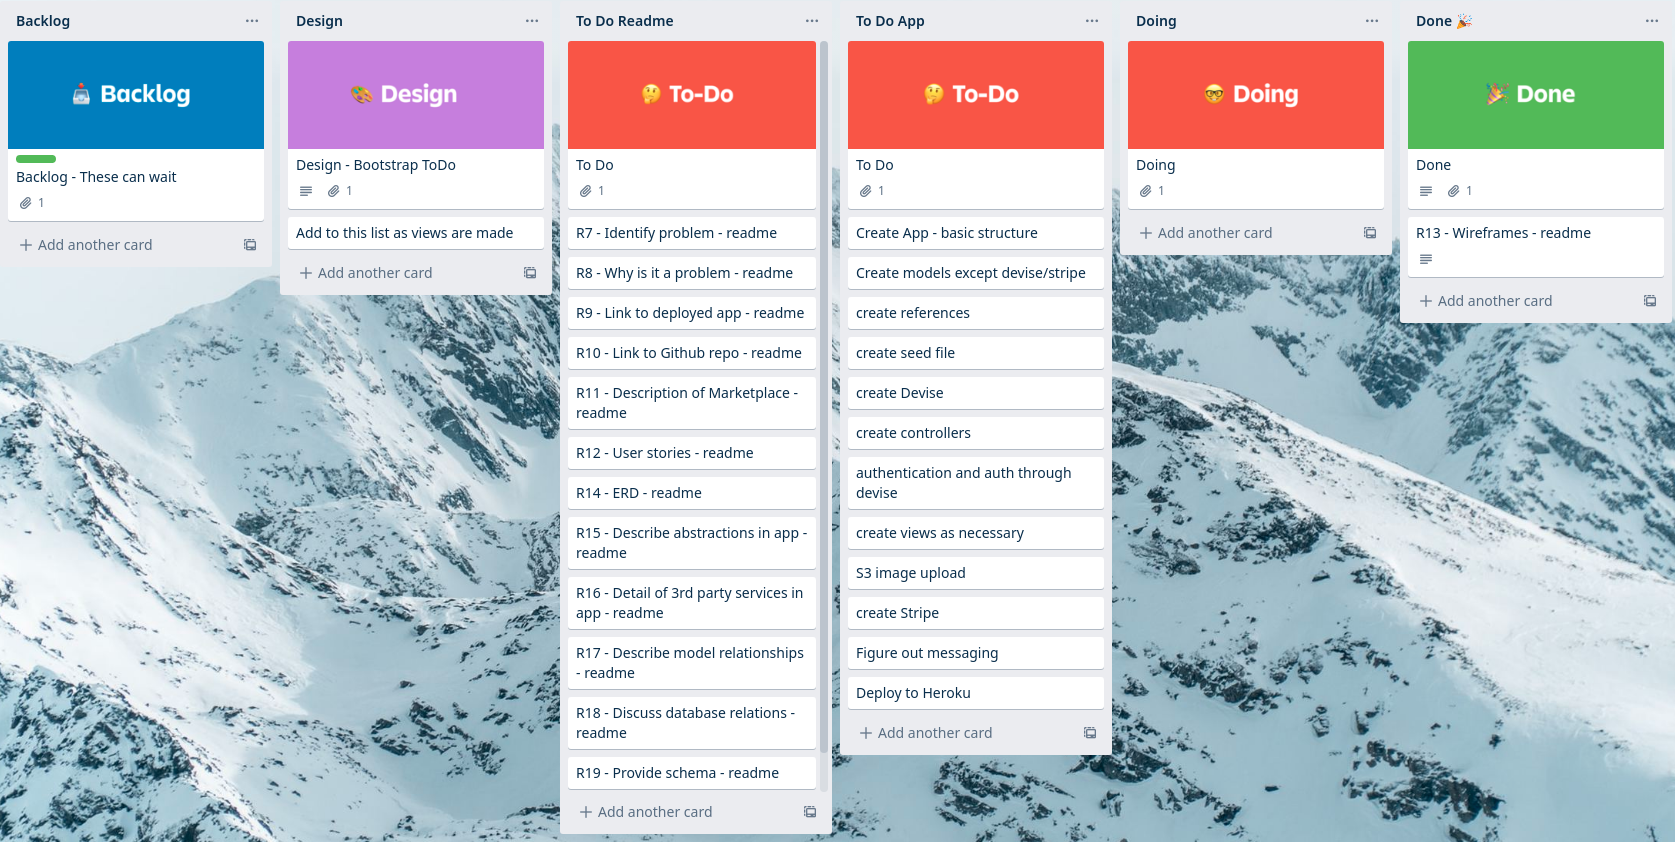 Backlog
Backlog
Backlog - These can wait
1
+ Add another card
Design
Design
Design - Bootstrap ToDo
1
Add to this list as views are made
+ Add another card
To Do Readme
To-Do
To Do
1
R7 - Identify problem - readme
R8 - Why is it a problem - readme
R9 - Link to deployed app - readme
R10 - Link to Github repo - readme
R11 - Description of Marketplace -
readme
R12 - User stories - readme
R14 - ERD - readme
R15 - Describe abstractions in app -
readme
R16 - Detail of 3rd party services in
app - readme
R17 - Describe model relationships
- readme
R18 - Discuss database relations -
readme
R19 - Provide schema - readme
+ Add another card
To Do App
To-Do
To Do
1
Create App - basic structure
Create models except devise/stripe
create references
create seed file
create Devise
create controllers
authentication and auth through
devise
create views as necessary
S3 image upload
create Stripe
Figure out messaging
Deploy to Heroku
+ Add another card
Doing
Doing
Doing
1
+ Add another card
Done 🎉
Done
Done
1
R13 - Wireframes - readme
+ Add another card